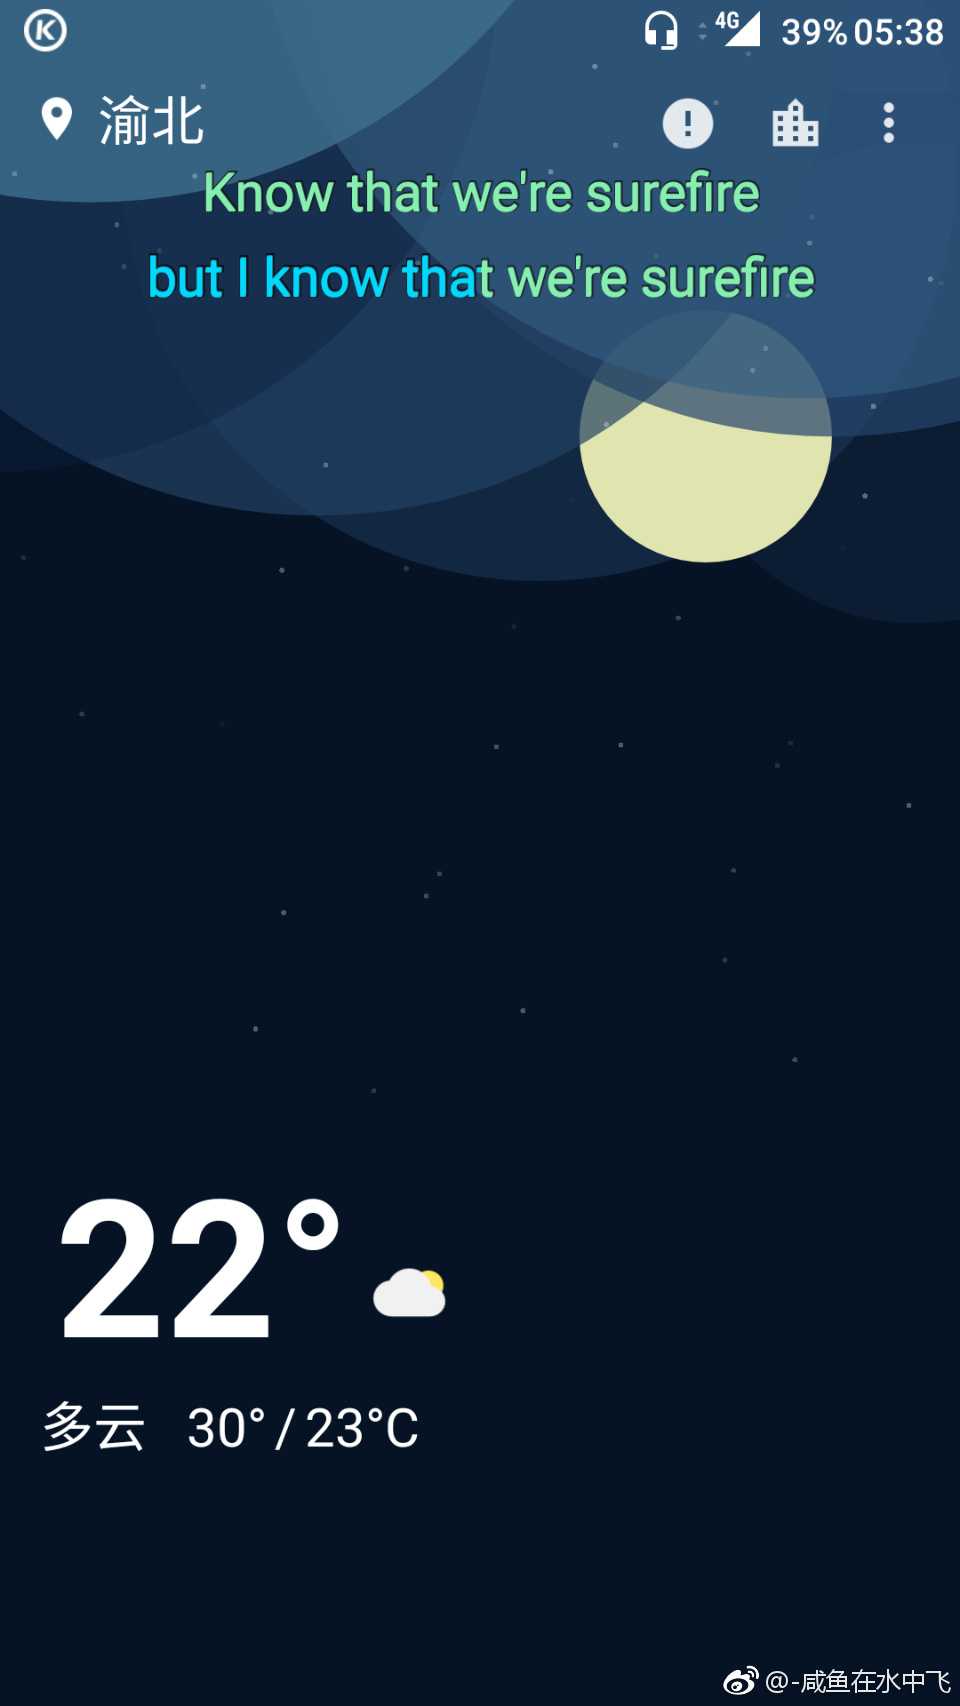 K 4G 39% 05:38
渝北
Know that we're surefire
but I know that we're surefire
22°
多云 30° / 23°C
@-咸鱼在水中飞